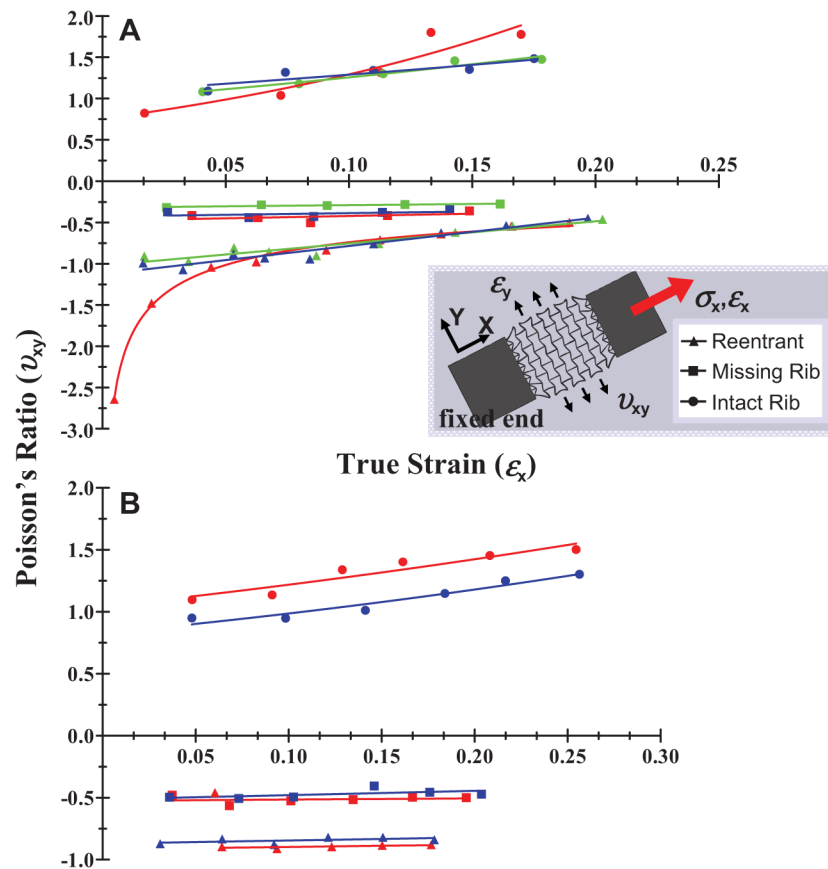 A
2.0
1.5
1.0
0.5
0.0
-0.5
-1.0
-1.5
-2.0
-2.5
-3.0
0.05 0.10 0.15 0.20 0.25
εy
Y
X
σx,εx
υxy
fixed end
Reentrant
Missing Rib
Intact Rib
Poisson's Ratio (υxy)
True Strain (εx)
B
2.0
1.5
1.0
0.5
0.0
-0.5
-1.0
0.05 0.10 0.15 0.20 0.25 0.30